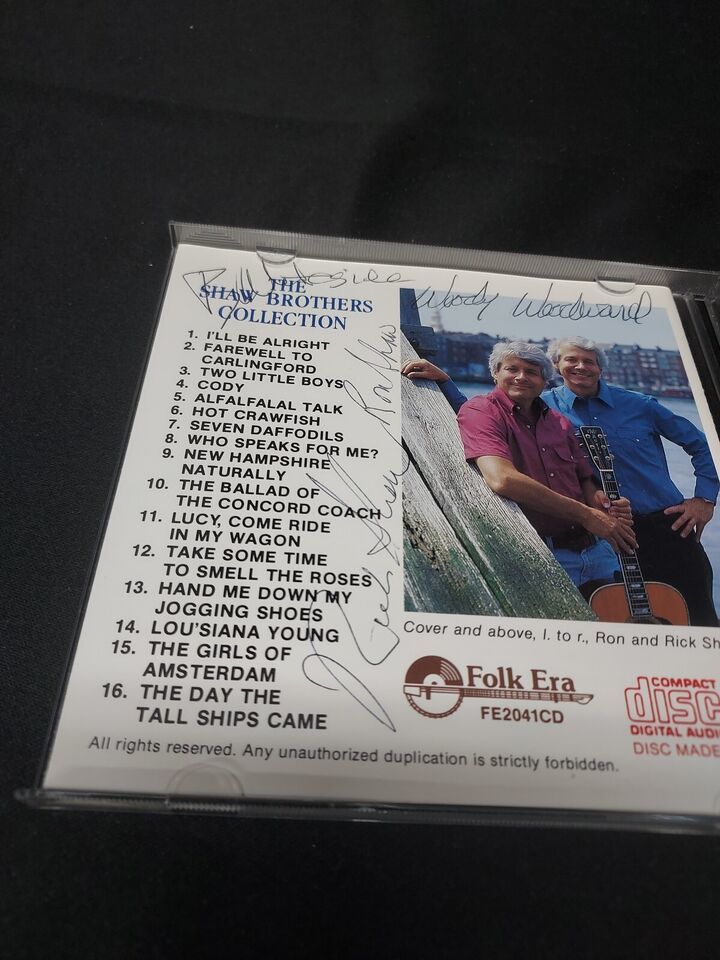 THE
SHAW BROTHERS
COLLECTION
1. I'LL BE ALRIGHT
2. FAREWELL TO
CARLINGFORD
3. TWO LITTLE BOYS
4. CODY
5. ALFALFALAL TALK
6. HOT CRAWFISH
7. SEVEN DAFFODILS
8. WHO SPEAKS FOR ME?
9. NEW HAMPSHIRE
NATURALLY
10. THE BALLAD OF
THE CONCORD COACH
11. LUCY, COME RIDE
IN MY WAGON
12. TAKE SOME TIME
TO SMELL THE ROSES
13. HAND ME DOWN MY
JOGGING SHOES
14. LOU'SIANA YOUNG
15. THE GIRLS OF
AMSTERDAM
16. THE DAY THE
TALL SHIPS CAME
Rick Shaw Ron Shaw
Woody Woodward
Cover and above, l. to r., Ron and Rick Sh
Folk Era
FE2041CD
COMPACT
disc
DIGITAL AUDI
DISC MADE
All rights reserved. Any unauthorized duplication is strictly forbidden.